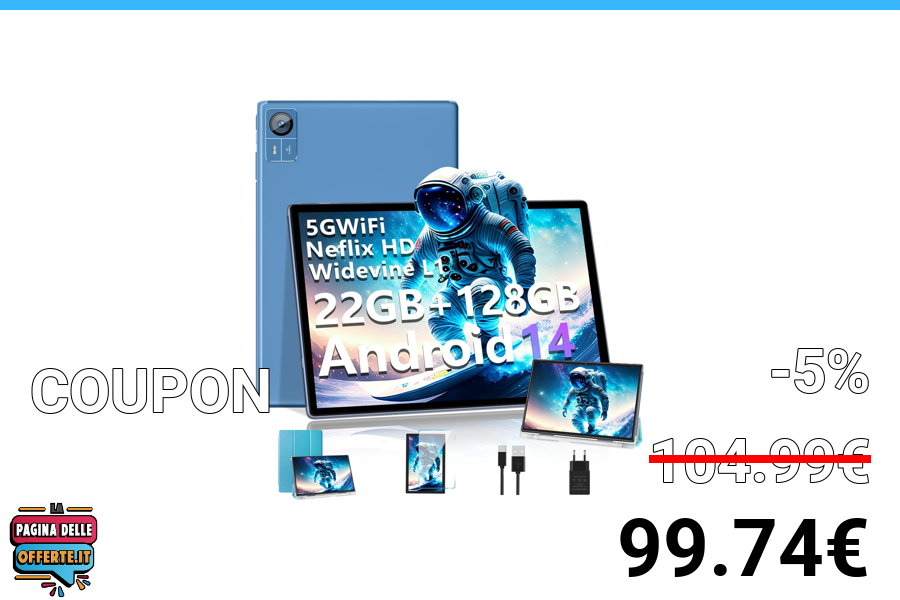 5GWiFi
Neflix HD
Widevine L1
22GB+128GB
Android 14
COUPON
-5%
104.99€
99.74€
LA
PAGINA DELLE
OFFERTE.IT